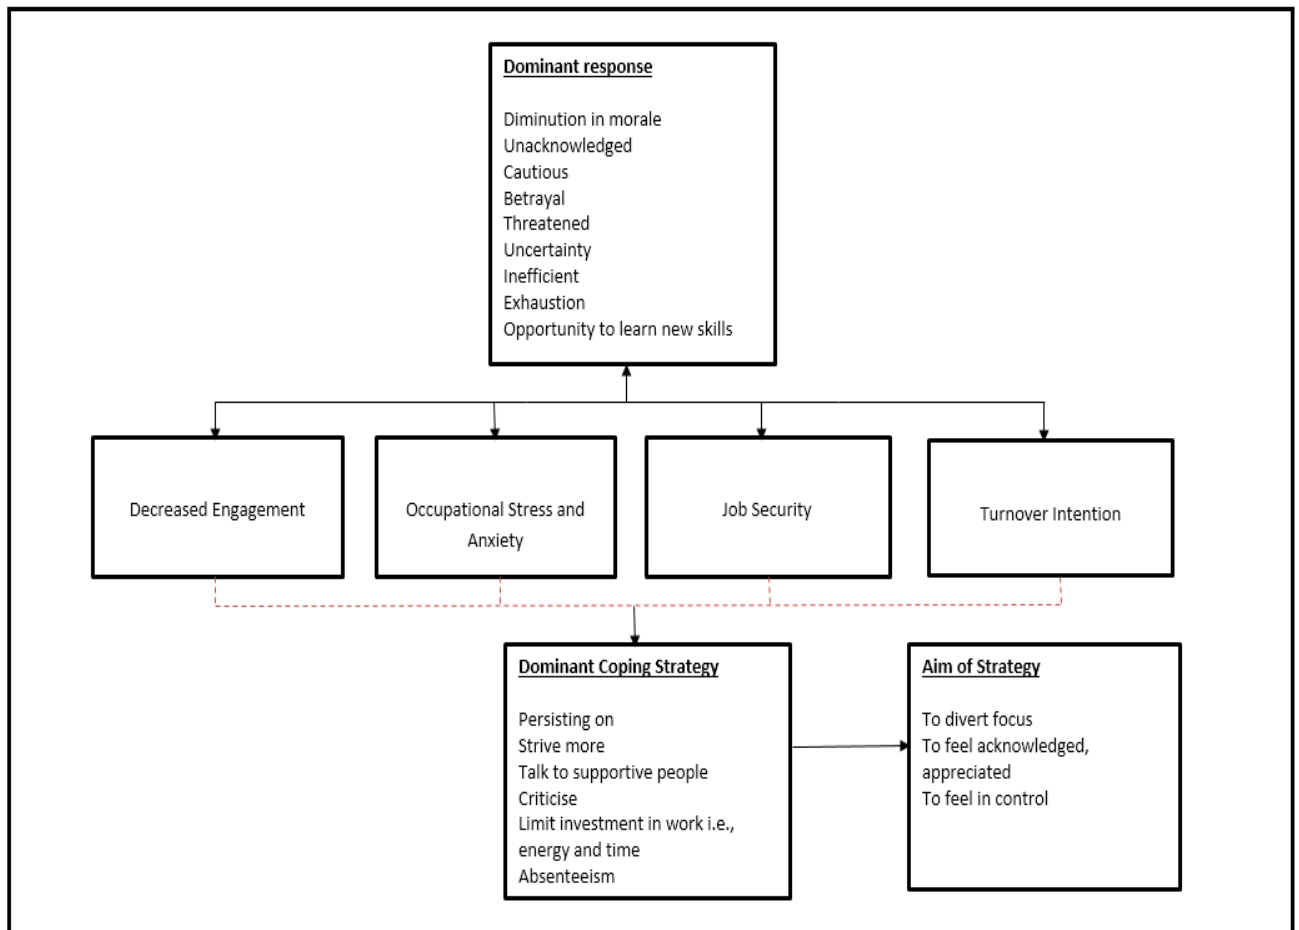 Dominant response
Diminution in morale
Unacknowledged
Cautious
Betrayal
Threatened
Uncertainty
Inefficient
Exhaustion
Opportunity to learn new skills
Decreased Engagement
Occupational Stress and
Anxiety
Job Security
Turnover Intention
Dominant Coping Strategy
Persisting on
Strive more
Talk to supportive people
Criticise
Limit investment in work i.e.,
energy and time
Absenteeism
Aim of Strategy
To divert focus
To feel acknowledged,
appreciated
To feel in control